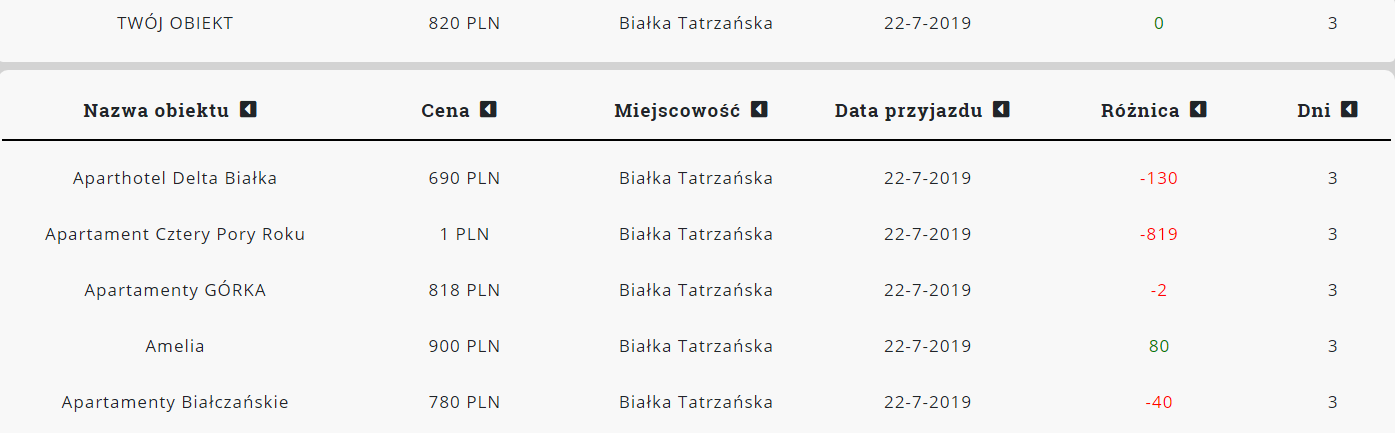 TWÓJ OBIEKT 820 PLN Białka Tatrzańska 22-7-2019 0 3
Nazwa obiektu Cena Miejscowość Data przyjazdu Różnica Dni
Aparthotel Delta Białka 690 PLN Białka Tatrzańska 22-7-2019 -130 3
Apartament Cztery Pory Roku 1 PLN Białka Tatrzańska 22-7-2019 -819 3
Apartamenty GÓRKA 818 PLN Białka Tatrzańska 22-7-2019 -2 3
Amelia 900 PLN Białka Tatrzańska 22-7-2019 80 3
Apartamenty Białczańskie 780 PLN Białka Tatrzańska 22-7-2019 -40 3